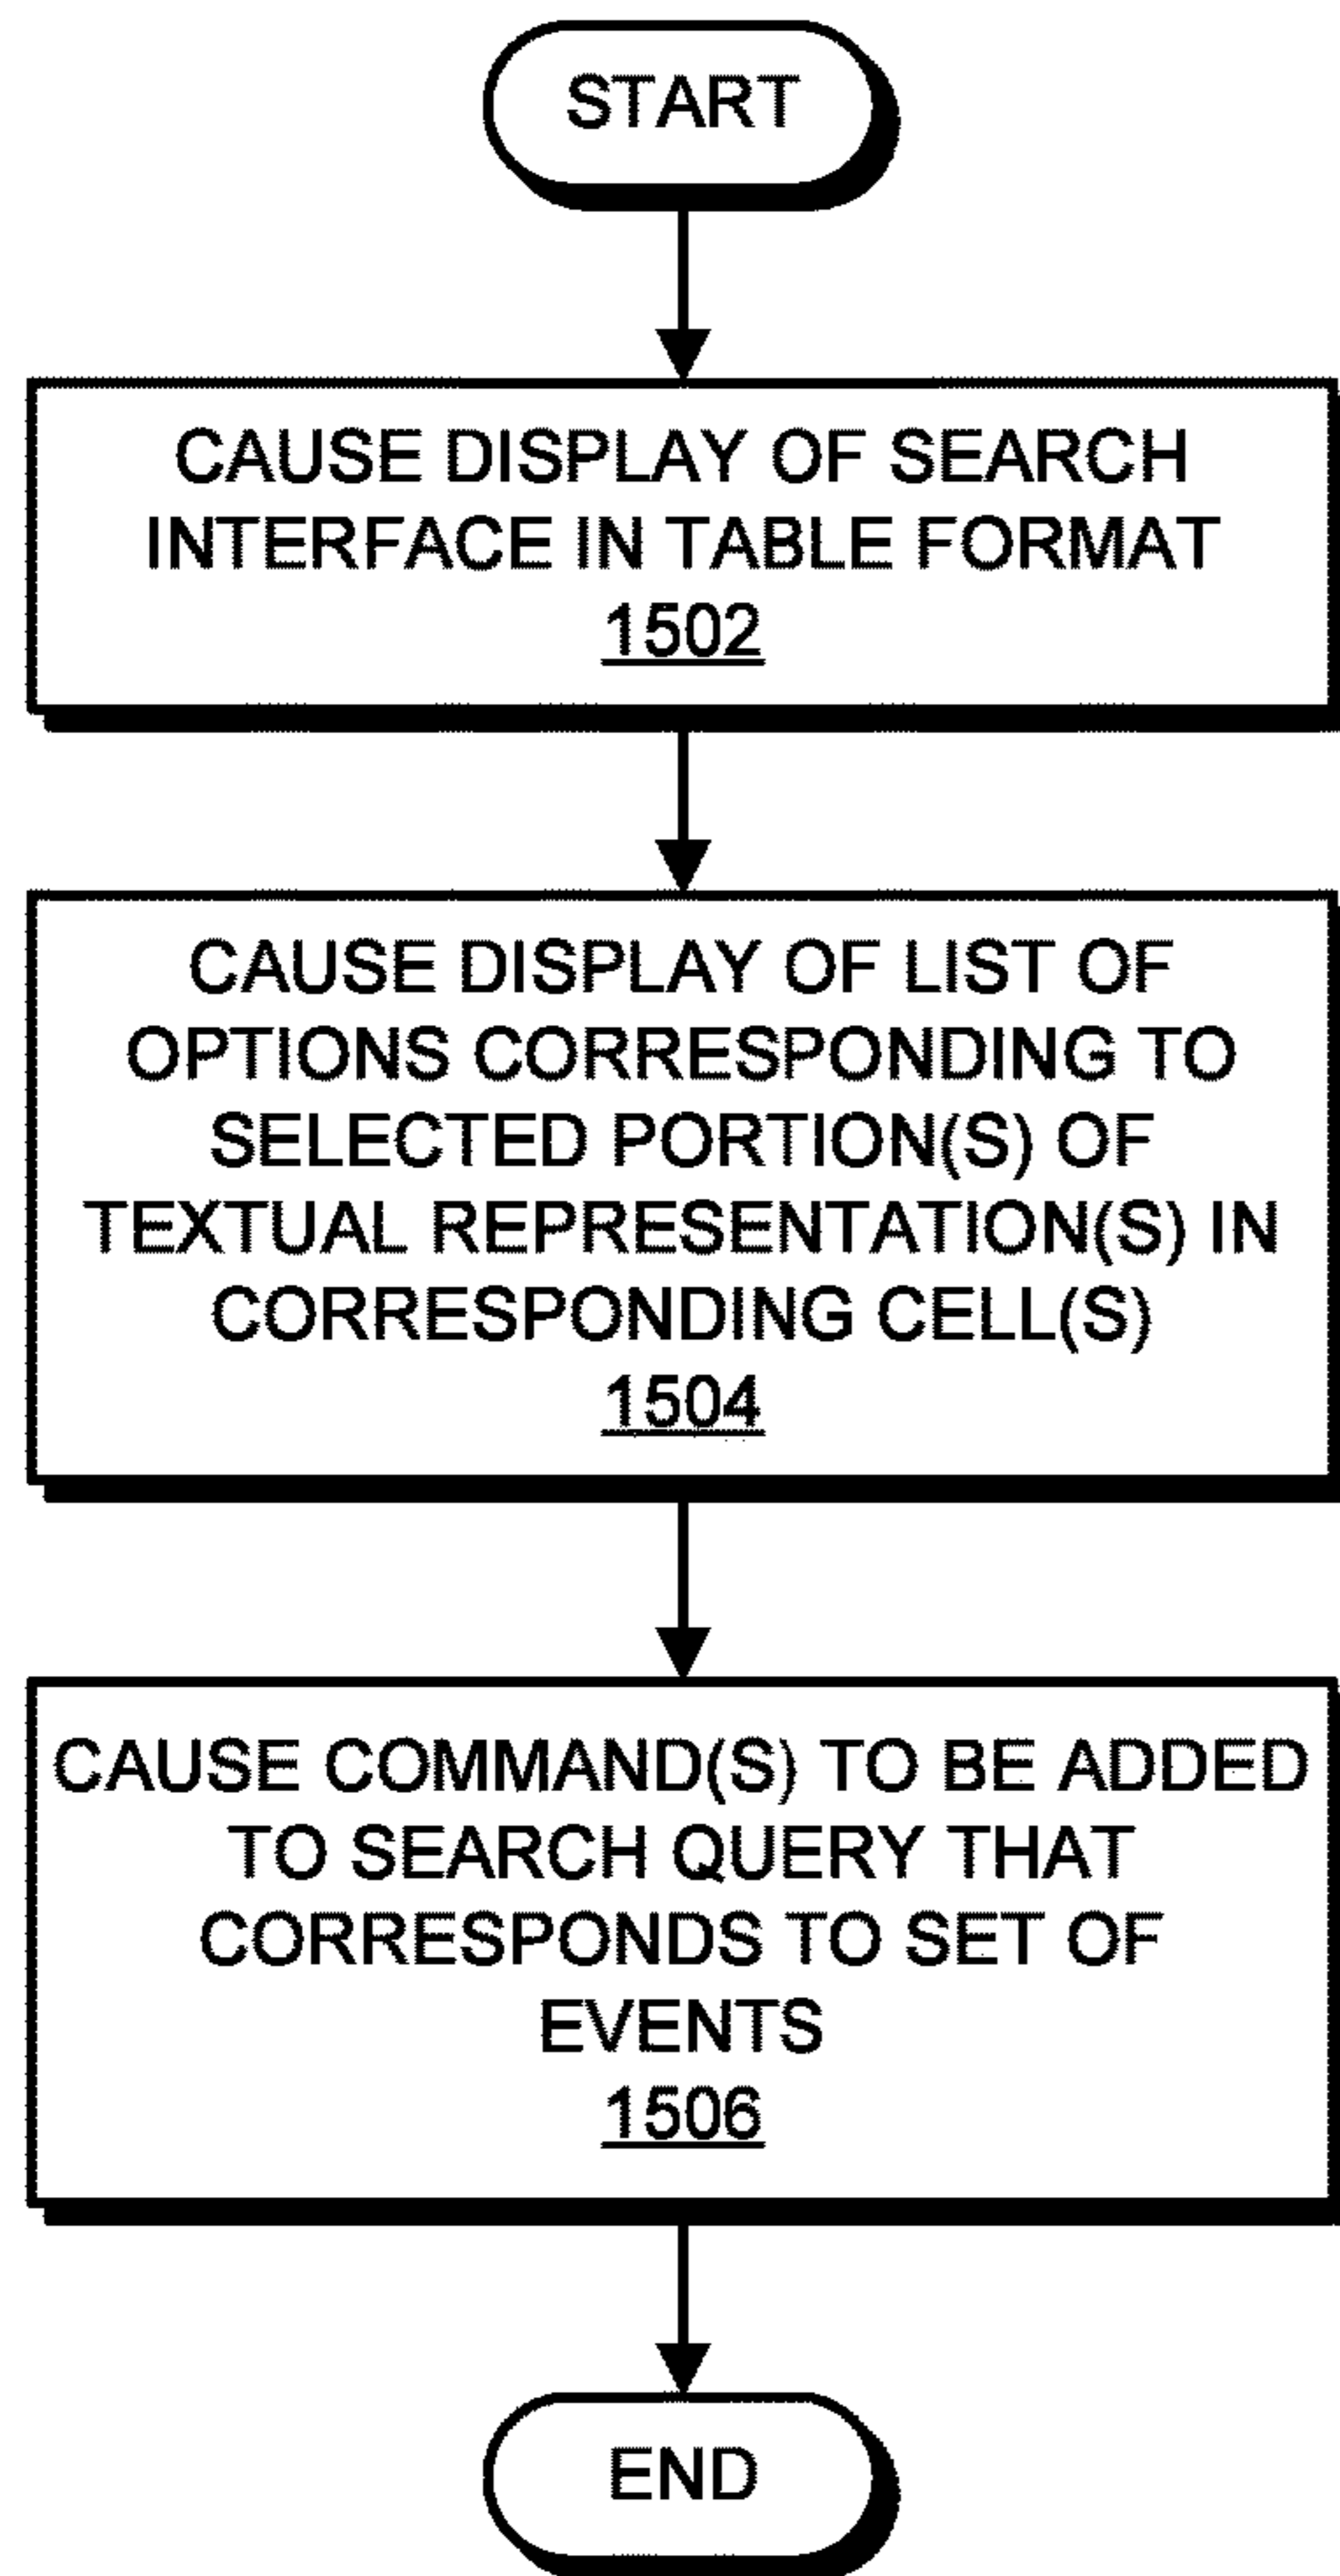 START
CAUSE DISPLAY OF SEARCH
INTERFACE IN TABLE FORMAT
1502
CAUSE DISPLAY OF LIST OF
OPTIONS CORRESPONDING TO
SELECTED PORTION(S) OF
TEXTUAL REPRESENTATION(S) IN
CORRESPONDING CELL(S)
1504
CAUSE COMMAND(S) TO BE ADDED
TO SEARCH QUERY THAT
CORRESPONDS TO SET OF
EVENTS
1506
END